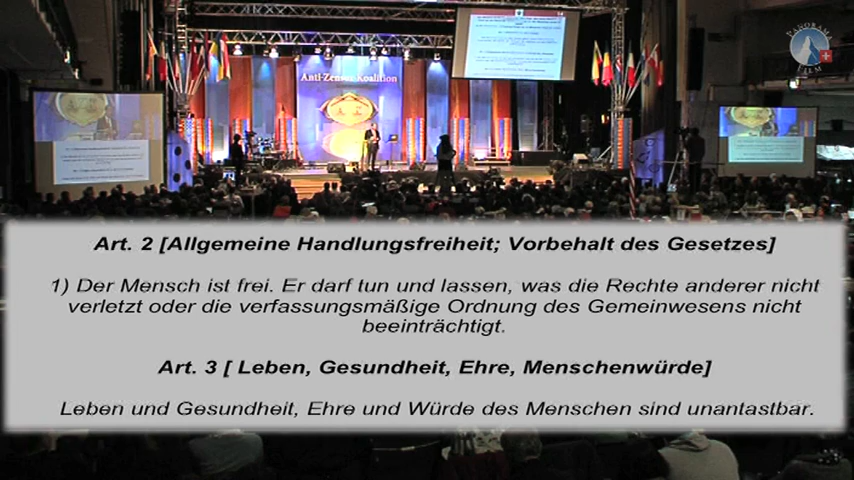 Anti-Zensur-Koalition
PANORAMA
FILM
Art. 2 [Allgemeine Handlungsfreiheit; Vorbehalt des Gesetzes]
1) Der Mensch ist frei. Er darf tun und lassen, was die Rechte anderer nicht
verletzt oder die verfassungsmäßige Ordnung des Gemeinwesens nicht
beeinträchtigt.
Art. 3 [ Leben, Gesundheit, Ehre, Menschenwürde]
Leben und Gesundheit, Ehre und Würde des Menschen sind unantastbar.